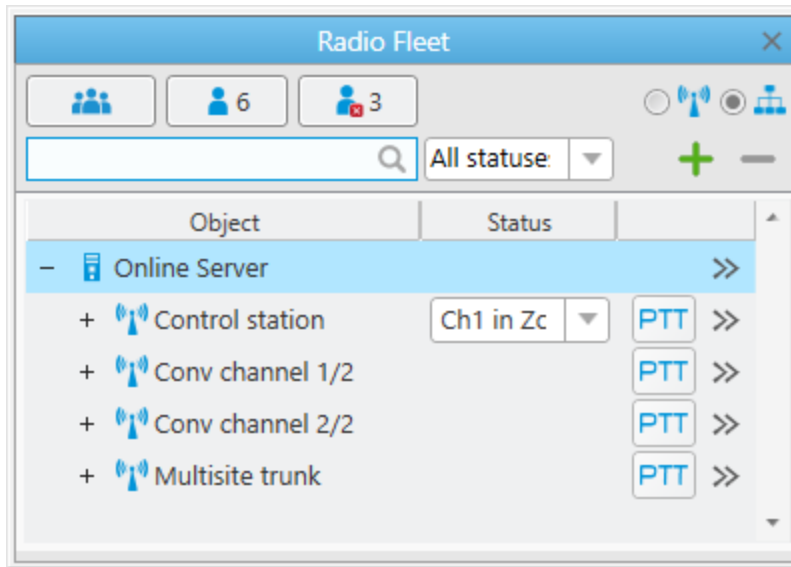 Radio Fleet
6 3
All statuse
Object Status
Online Server
Control station Ch1 in Zc PTT
Conv channel 1/2 PTT
Conv channel 2/2 PTT
Multisite trunk PTT